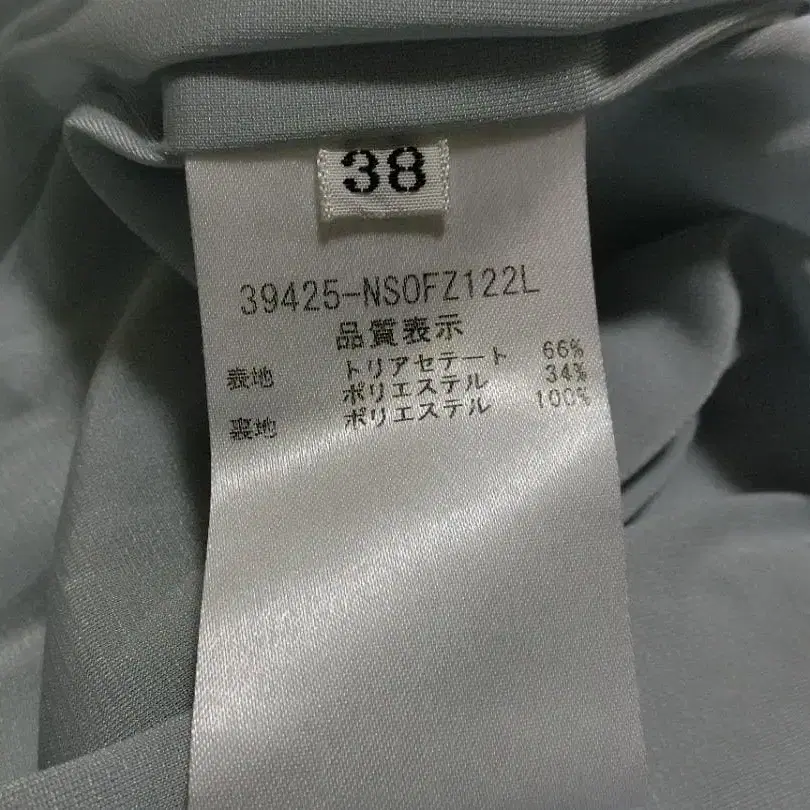 38
39425-NSOFZ122L
品質表示
表地 トリアセテート 66%
ポリエステル 34%
裏地 ポリエステル 100%